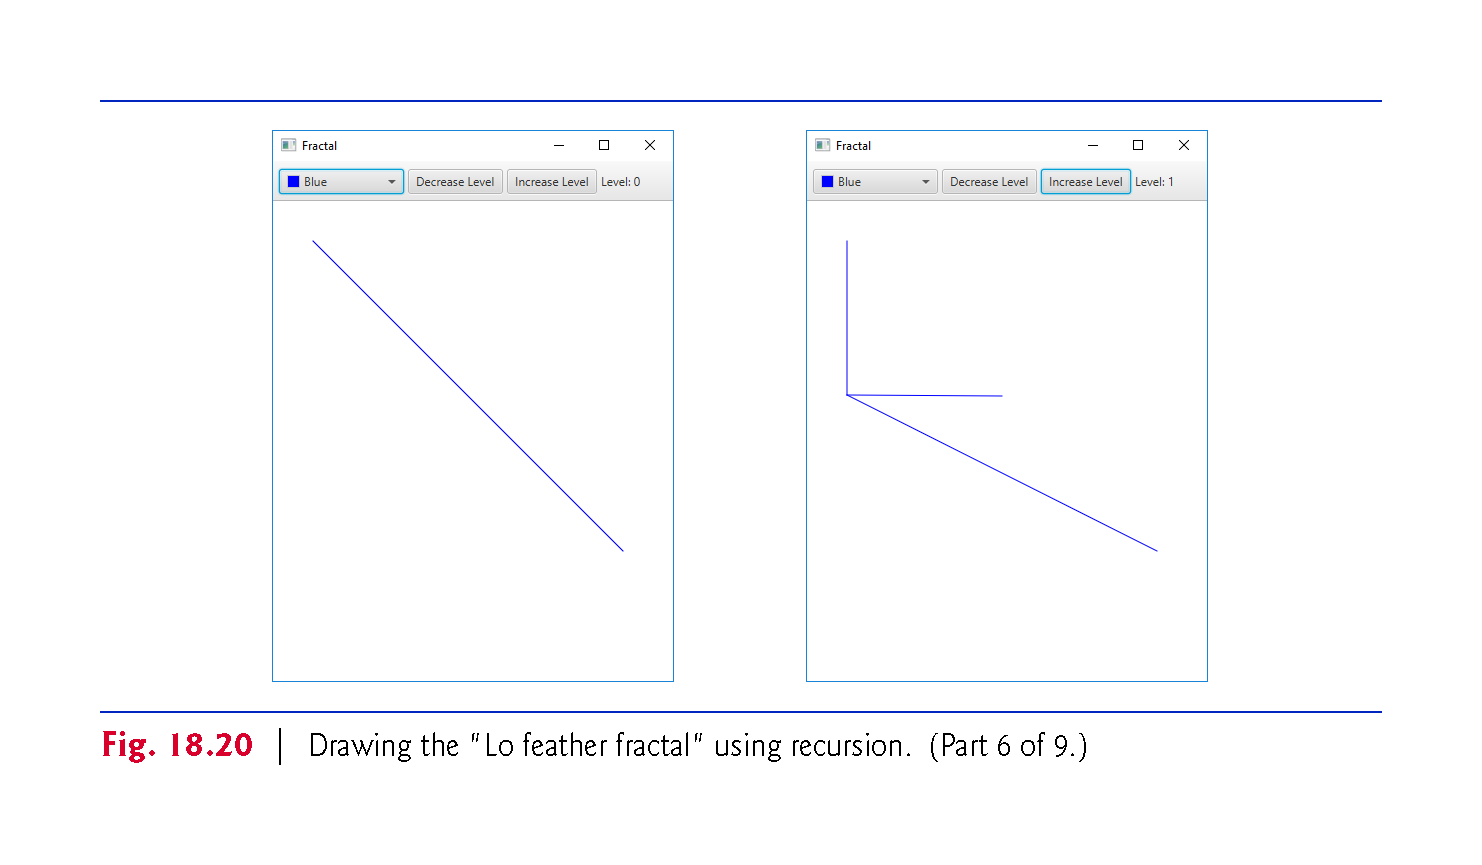 Fractal
Blue Decrease Level Increase Level Level: 0
Fractal
Blue Decrease Level Increase Level Level: 1
Fig. 18.20 | Drawing the "Lo feather fractal" using recursion. (Part 6 of 9.)